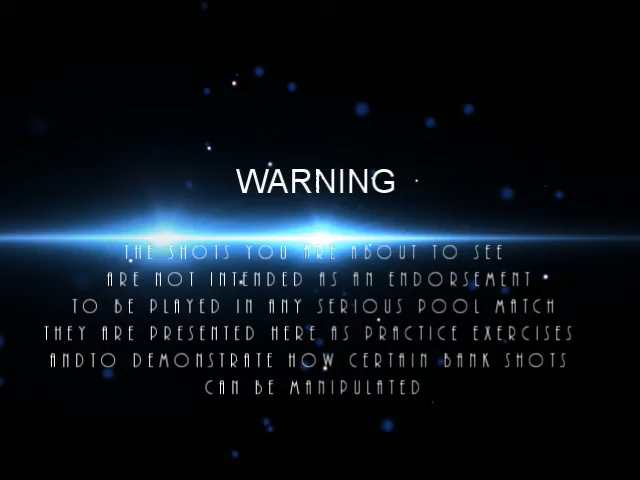 WARNING
THE SHOTS YOU ARE ABOUT TO SEE
ARE NOT INTENDED AS AN ENDORSEMENT
TO BE PLAYED IN ANY SERIOUS POOL MATCH
THEY ARE PRESENTED HERE AS PRACTICE EXERCISES
ANDTO DEMONSTRATE HOW CERTAIN BANK SHOTS
CAN BE MANIPULATED